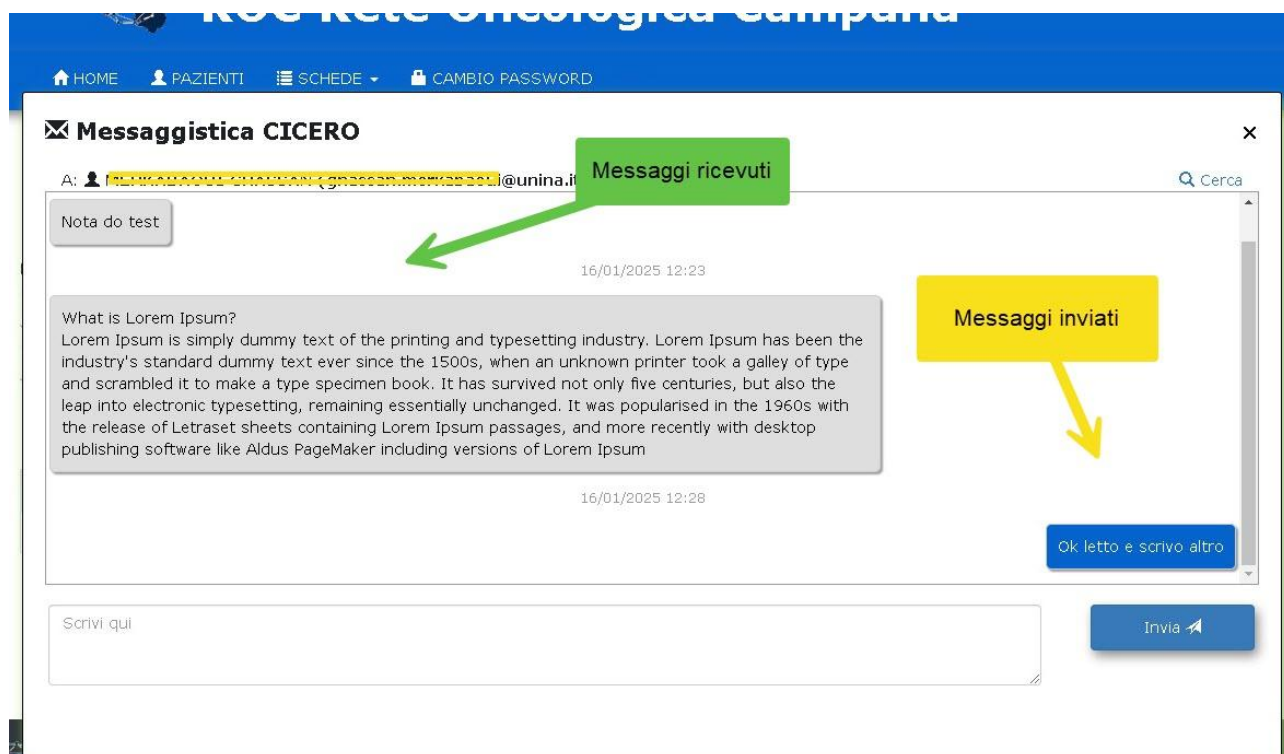 ROC Rete Oncologica Campana
HOME PAZIENTI SCHEDE CAMBIO PASSWORD
Messaggistica CICERO
Messaggi ricevuti
A: @unina.it
Cerca
Nota do test
16/01/2025 12:23
Messaggi inviati
What is Lorem Ipsum?
Lorem Ipsum is simply dummy text of the printing and typesetting industry. Lorem Ipsum has been the
industry's standard dummy text ever since the 1500s, when an unknown printer took a galley of type
and scrambled it to make a type specimen book. It has survived not only five centuries, but also the
leap into electronic typesetting, remaining essentially unchanged. It was popularised in the 1960s with
the release of Letraset sheets containing Lorem Ipsum passages, and more recently with desktop
publishing software like Aldus PageMaker including versions of Lorem Ipsum
16/01/2025 12:28
Ok letto e scrivo altro
Scrivi qui
Invia